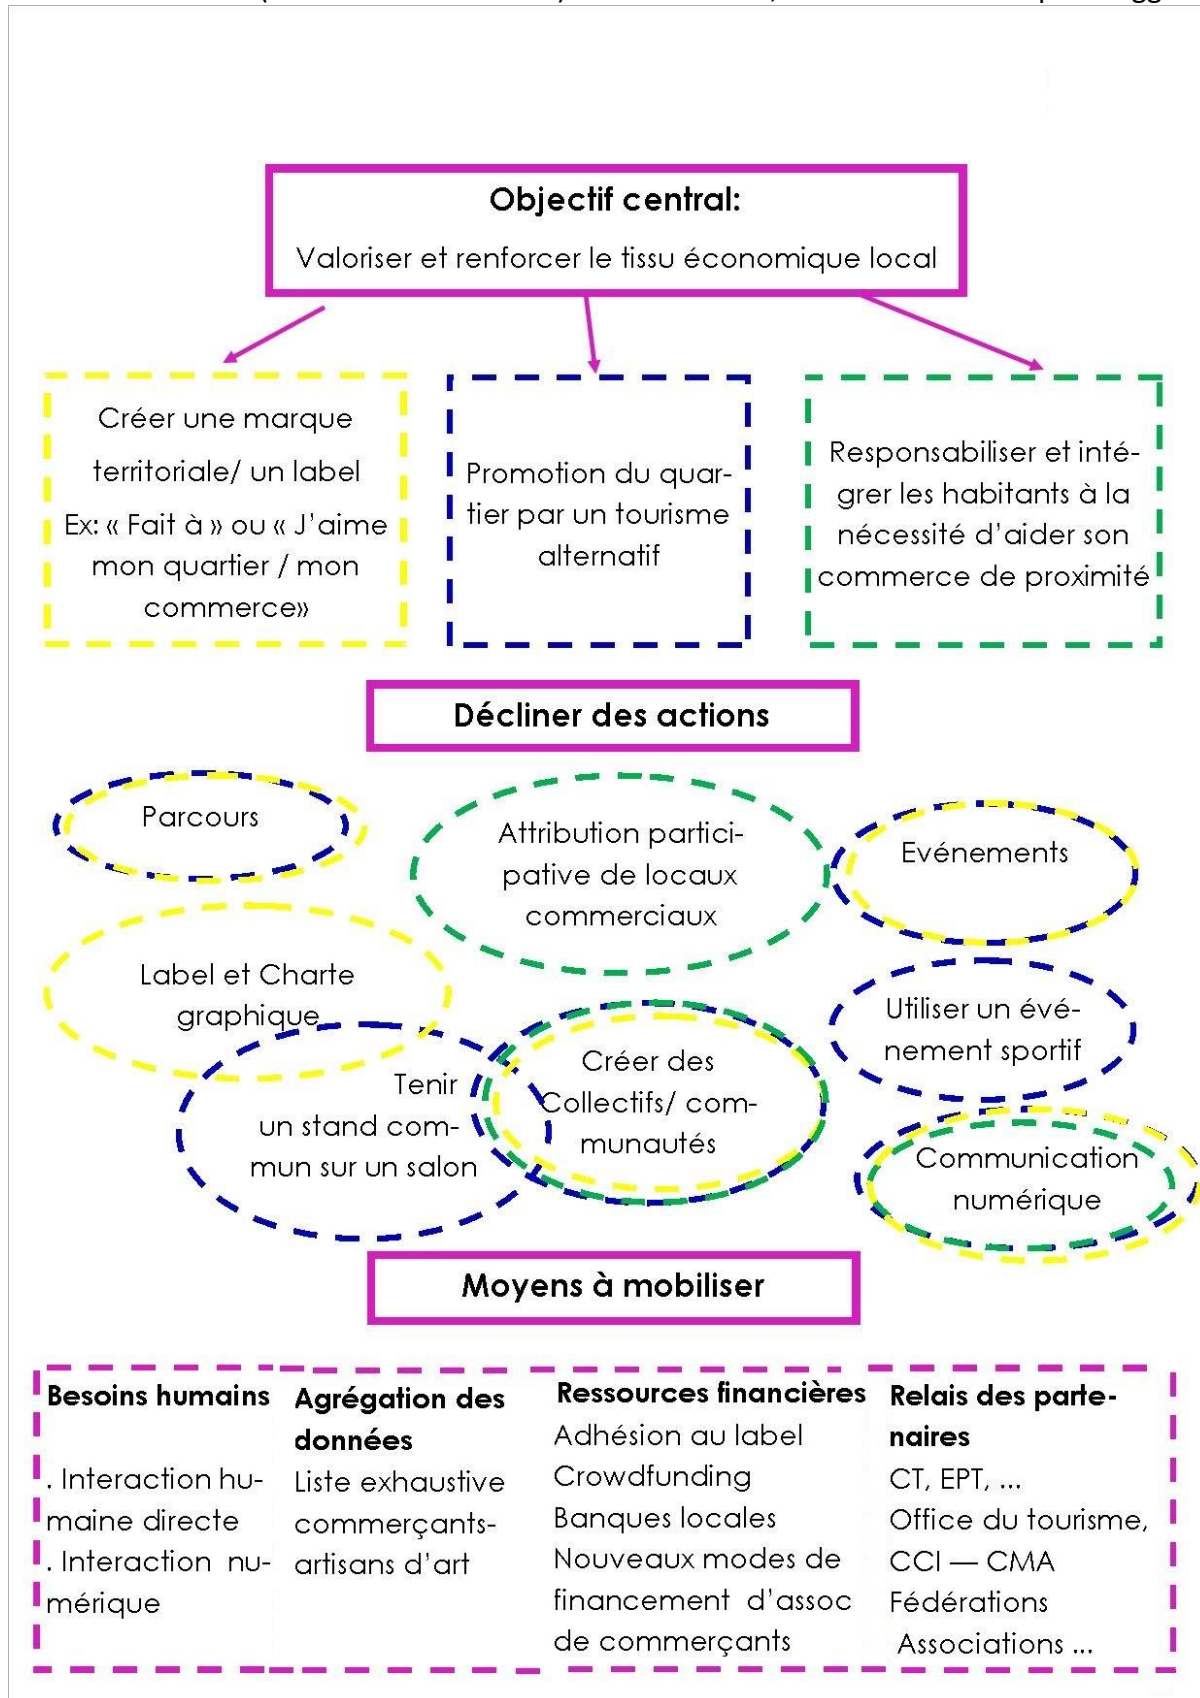 Objectif central:
Valoriser et renforcer le tissu économique local
Créer une marque
territoriale/ un label
Ex: « Fait à » ou « J'aime
mon quartier / mon
commerce»
Promotion du quar-
tier par un tourisme
alternatif
Responsabiliser et inté-
grer les habitants à la
nécessité d'aider son
commerce de proximité
Décliner des actions
Parcours
Attribution partici-
pative de locaux
commerciaux
Evénements
Label et Charte
graphique
Utiliser un évé-
nement sportif
Tenir
un stand com-
mun sur un salon
Créer des
Collectifs/ com-
munautés
Communication
numérique
Moyens à mobiliser
Besoins humains
. Interaction hu-
maine directe
. Interaction nu-
mérique
Agrégation des
données
Liste exhaustive
commerçants-
artisans d'art
Ressources financières
Adhésion au label
Crowdfunding
Banques locales
Nouveaux modes de
financement d'assoc
de commerçants
Relais des parte-
naires
CT, EPT, ...
Office du tourisme,
CCI — CMA
Fédérations
Associations ...